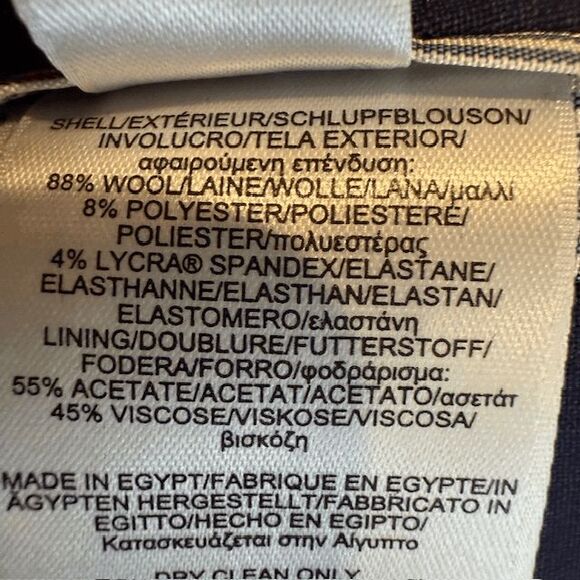 SHELL/EXTÉRIEUR/SCHLUPFBLOUSON/
INVOLUCRO/TELA EXTERIOR/
αφαιρούμενη επένδυση:
88% WOOL/LAINE/WOLLE/LANA/μαλλί
8% POLYESTER/POLIESTERE/
POLIESTER/πολυεστέρας
4% LYCRA® SPANDEX/ELASTANE/
ELASTHANNE/ELASTHAN/ELASTAN/
ELASTOMERO/ελαστάνη
LINING/DOUBLURE/FUTTERSTOFF/
FODERA/FORRO/φοδράρισμα:
55% ACETATE/ACETAT/ACETATO/ασετάτ
45% VISCOSE/VISKOSE/VISCOSA/
βισκόζη
MADE IN EGYPT/FABRIQUE EN EGYPTE/IN
ÄGYPTEN HERGESTELLT/FABBRICATO IN
EGITTO/HECHO EN EGIPTO/
Κατασκευάζεται στην Αίγυπτο
DRY CLEAN ONLY